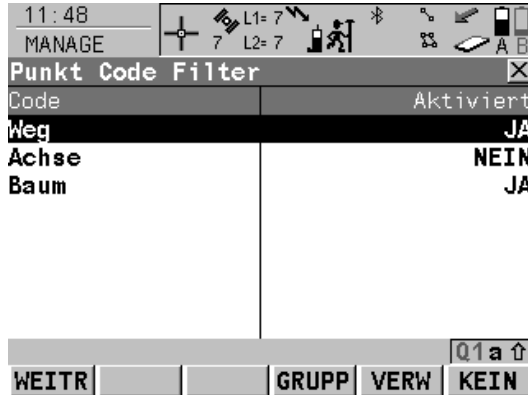 11:48
MANAGE
L1= 7
7 L2= 7
A B
Punkt Code Filter
Code Aktiviert
Weg JA
Achse NEIN
Baum JA
Q1 a
WEITR GRUPP VERW KEIN